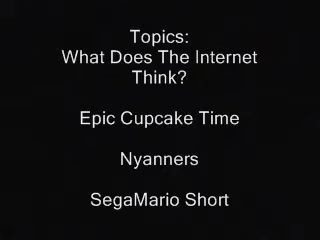 Topics:
What Does The Internet
Think?
Epic Cupcake Time
Nyanners
SegaMario Short